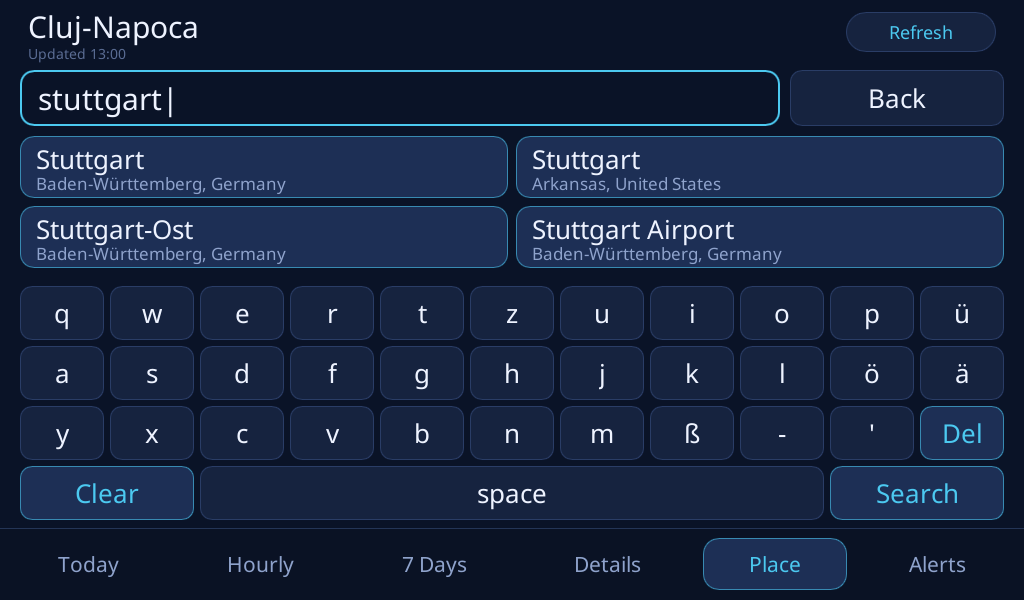 Cluj-Napoca
Updated 13:00
Refresh
stuttgart|
Back
Stuttgart
Baden-Württemberg, Germany
Stuttgart
Arkansas, United States
Stuttgart-Ost
Baden-Württemberg, Germany
Stuttgart Airport
Baden-Württemberg, Germany
q w e r t z u i o p ü
a s d f g h j k l ö ä
y x c v b n m ß - ' Del
Clear space Search
Today Hourly 7 Days Details Place Alerts